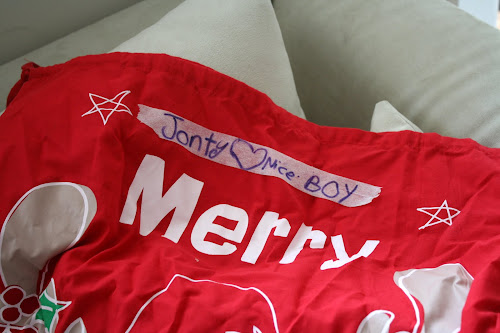 Jonty ♡ Nice. BOY
Merry